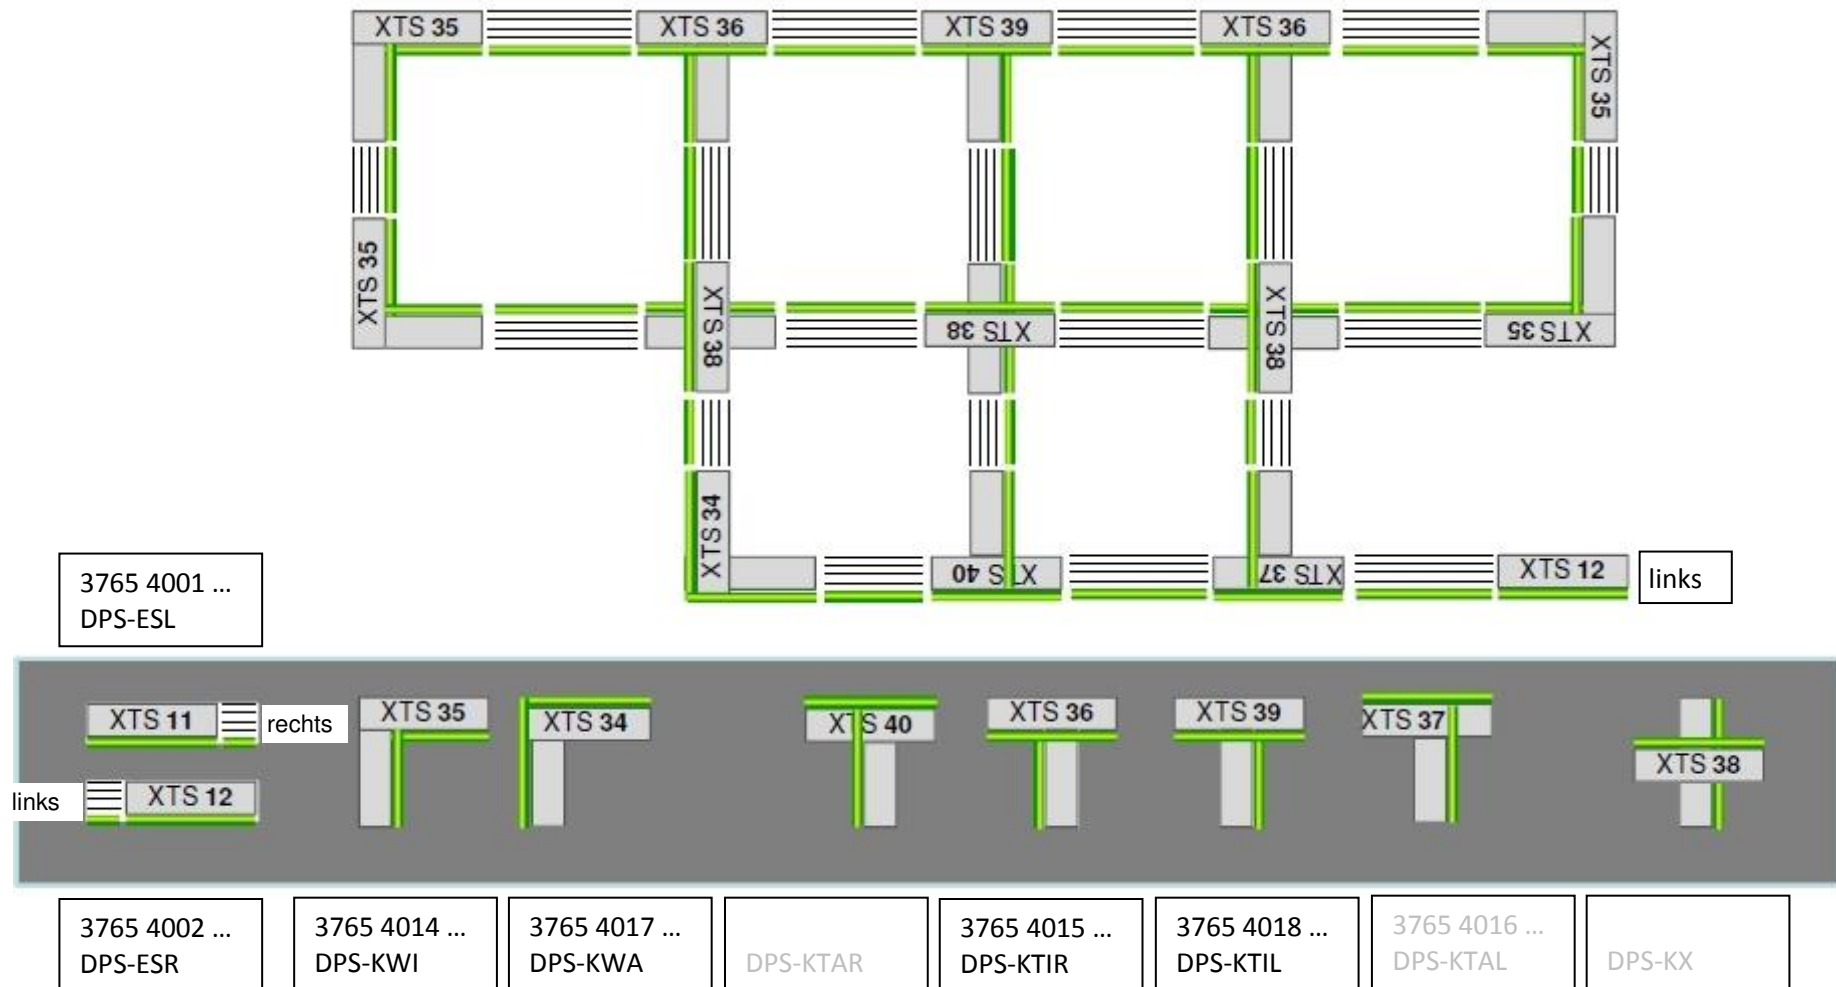 XTS 35
XTS 36
XTS 39
XTS 36
XTS 35
XTS 35
XTS 38
XTS 38
XTS 38
XTS 35
XTS 34
XTS 40
XTS 37
XTS 12
links
3765 4001 ...
DPS-ESL
XTS 11
rechts
XTS 35
XTS 34
XTS 40
XTS 36
XTS 39
XTS 37
XTS 38
links
XTS 12
3765 4002 ...
DPS-ESR
3765 4014 ...
DPS-KWI
3765 4017 ...
DPS-KWA
DPS-KTAR
3765 4015 ...
DPS-KTIR
3765 4018 ...
DPS-KTIL
3765 4016 ...
DPS-KTAL
DPS-KX